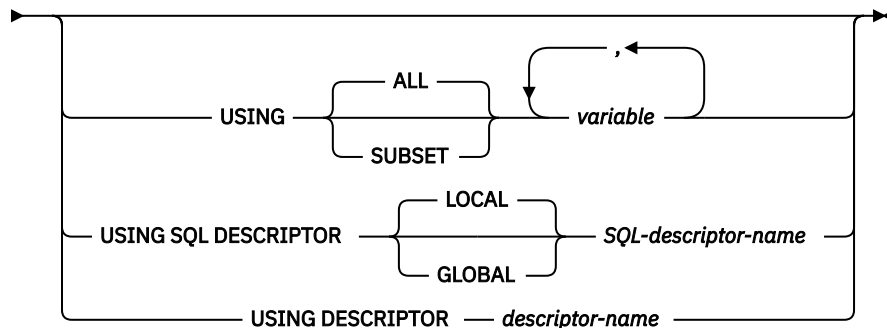 ,
ALL
USING
variable
SUBSET
LOCAL
USING SQL DESCRIPTOR
SQL-descriptor-name
GLOBAL
USING DESCRIPTOR
descriptor-name